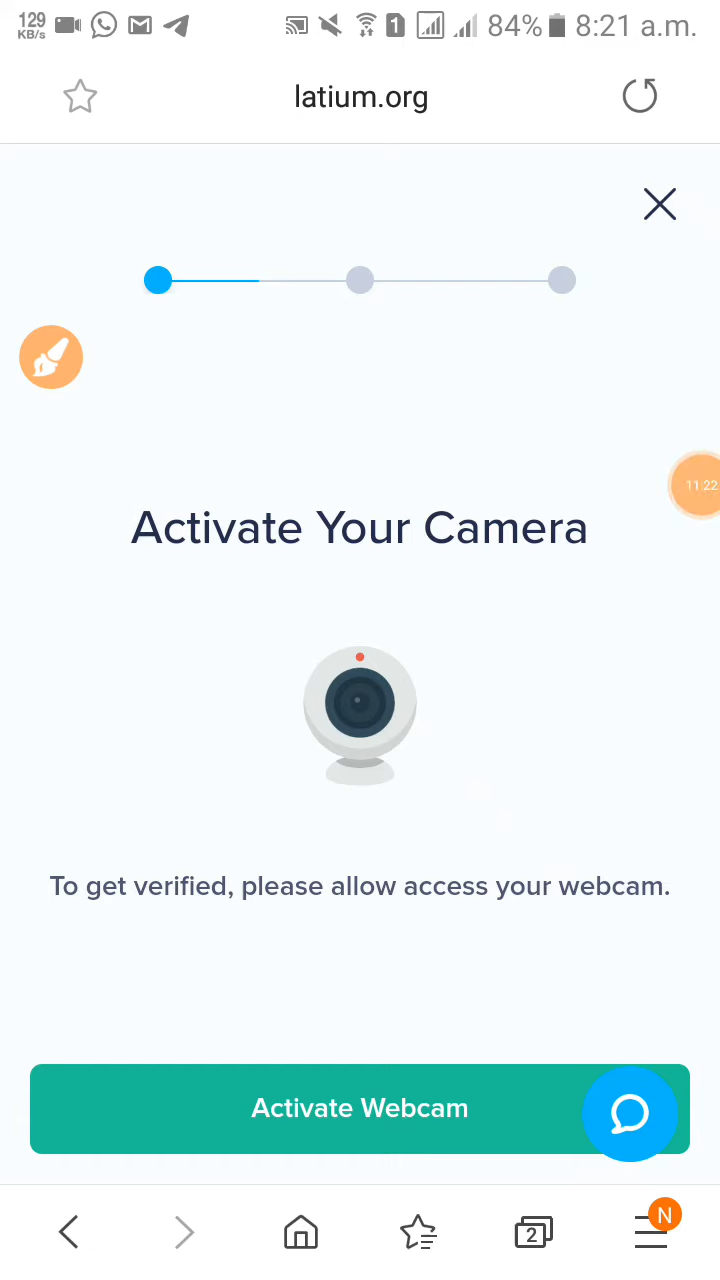 129 KB/s 1 84% 8:21 a.m.
latium.org
11:22
Activate Your Camera
To get verified, please allow access your webcam.
Activate Webcam
2 N